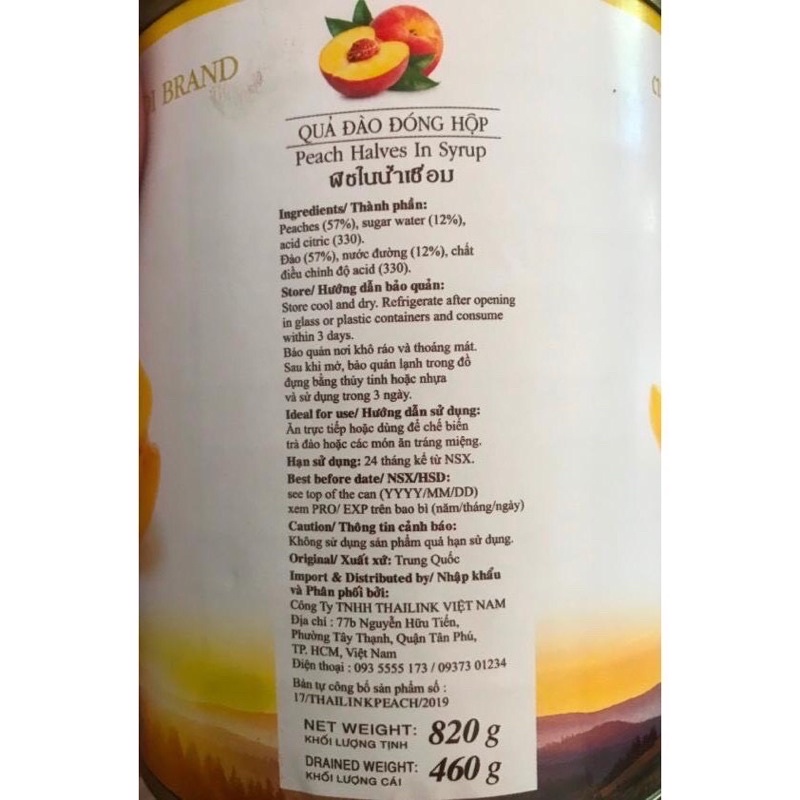 BRAND
QUẢ ĐÀO ĐÓNG HỘP
Peach Halves In Syrup
พีชในน้ำเชื่อม
Ingredients/ Thành phần:
Peaches (57%), sugar water (12%),
acid citric (330).
Đào (57%), nước đường (12%), chất
điều chỉnh độ acid (330).
Store/ Hướng dẫn bảo quản:
Store cool and dry. Refrigerate after opening
in glass or plastic containers and consume
within 3 days.
Bảo quản nơi khô ráo và thoáng mát.
Sau khi mở, bảo quản lạnh trong đồ
đựng bằng thủy tinh hoặc nhựa
và sử dụng trong 3 ngày.
Ideal for use/ Hướng dẫn sử dụng:
Ăn trực tiếp hoặc dùng để chế biến
trà đào hoặc các món ăn tráng miệng.
Hạn sử dụng: 24 tháng kể từ NSX.
Best before date/ NSX/HSD:
see top of the can (YYYY/MM/DD)
xem PRO/ EXP trên bao bì (năm/tháng/ngày)
Caution/ Thông tin cảnh báo:
Không sử dụng sản phẩm quá hạn sử dụng.
Original/ Xuất xứ: Trung Quốc
Import & Distributed by/ Nhập khẩu
và Phân phối bởi:
Công Ty TNHH THAILINK VIỆT NAM
Địa chỉ : 77b Nguyễn Hữu Tiến,
Phường Tây Thạnh, Quận Tân Phú,
TP. HCM, Việt Nam
Điện thoại : 093 5555 173 / 09373 01234
Bản tự công bố sản phẩm số :
17/THAILINKPEACH/2019
NET WEIGHT: 820 g
KHỐI LƯỢNG TỊNH
DRAINED WEIGHT: 460 g
KHỐI LƯỢNG CÁI